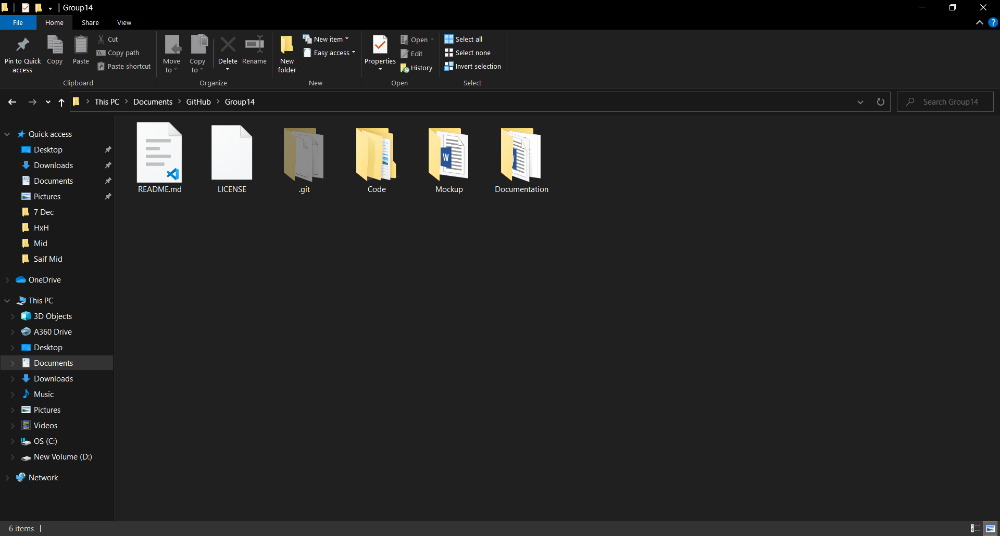 Group14
File Home Share View
Pin to Quick access
Copy
Paste
Cut
Copy path
Paste shortcut
Clipboard
Move to
Copy to
Delete
Rename
Organize
New folder
New item
Easy access
New
Properties
Open
Edit
History
Open
Select all
Select none
Invert selection
Select
This PC Documents GitHub Group14
Search Group14
Quick access
Desktop
Downloads
Documents
Pictures
7 Dec
HxH
Mid
Saif Mid
OneDrive
This PC
3D Objects
A360 Drive
Desktop
Documents
Downloads
Music
Pictures
Videos
OS (C:)
New Volume (D:)
Network
README.md
LICENSE
.git
Code
W
Mockup
Documentation
6 items